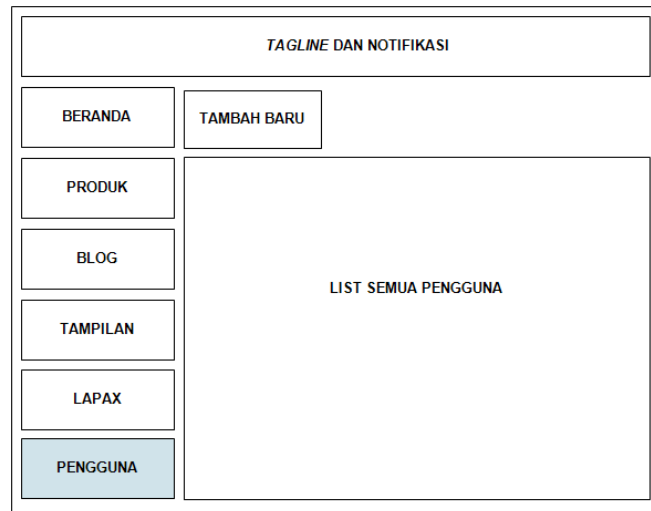 TAGLINE DAN NOTIFIKASI
BERANDA
TAMBAH BARU
PRODUK
BLOG
LIST SEMUA PENGGUNA
TAMPILAN
LAPAX
PENGGUNA